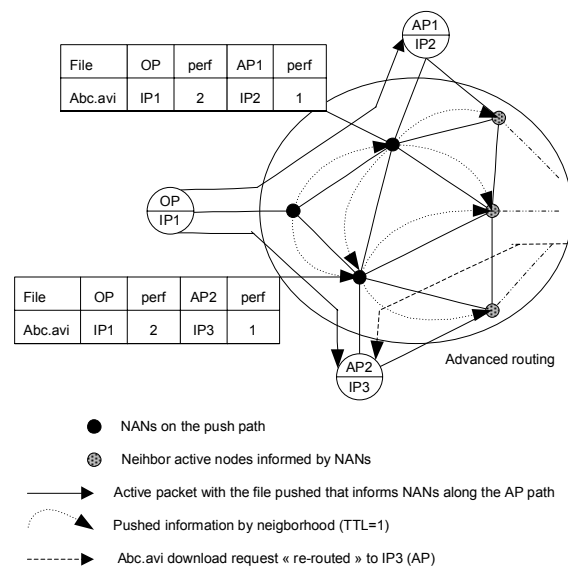 AP1
IP2
File OP perf AP1 perf
Abc.avi IP1 2 IP2 1
OP
IP1
File OP perf AP2 perf
Abc.avi IP1 2 IP3 1
AP2
IP3
Advanced routing
NANs on the push path
Neihbor active nodes informed by NANs
Active packet with the file pushed that informs NANs along the AP path
Pushed information by neigborhood (TTL=1)
Abc.avi download request « re-routed » to IP3 (AP)